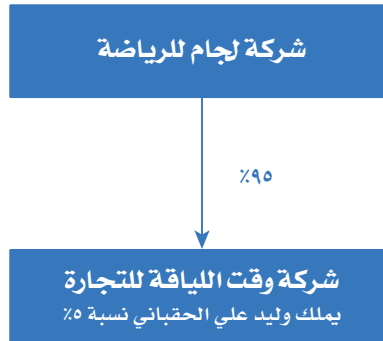 شركة لجام للرياضة
٩٥٪
شركة وقت اللياقة للتجارة
يملك وليد علي الحقباني نسبة ٥٪